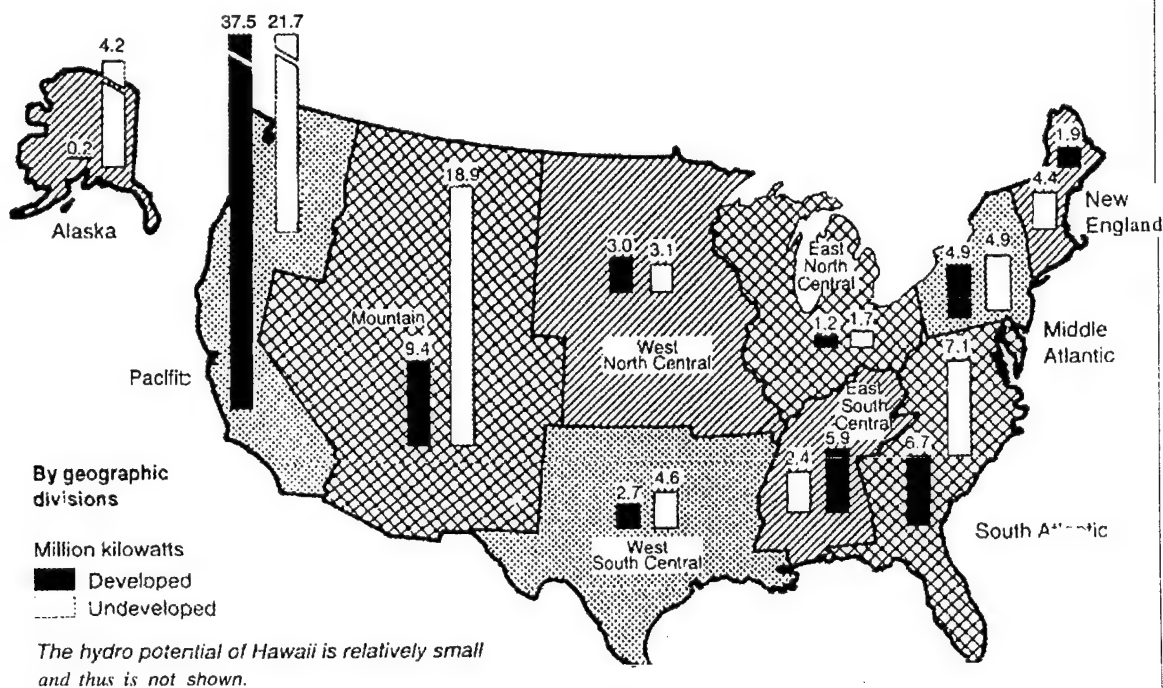 37.5 21.7
4.2
0.2
Alaska
18.9
1.9
4.4
New
England
3.0 3.1
East
North
Central
4.9 4.9
Mountain
9.4
1.2 1.7
West
North Central
Middle
Atlantic
7.1
Pacific
East
South
Central
5.9
6.7
By geographic
divisions
2.7 4.6
West
South Central
South
Million kilowatts
Developed
Undeveloped
The hydro potential of Hawaii is relatively small
and thus is not shown.